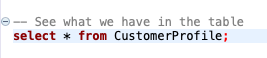 -- See what we have in the table
select * from CustomerProfile;